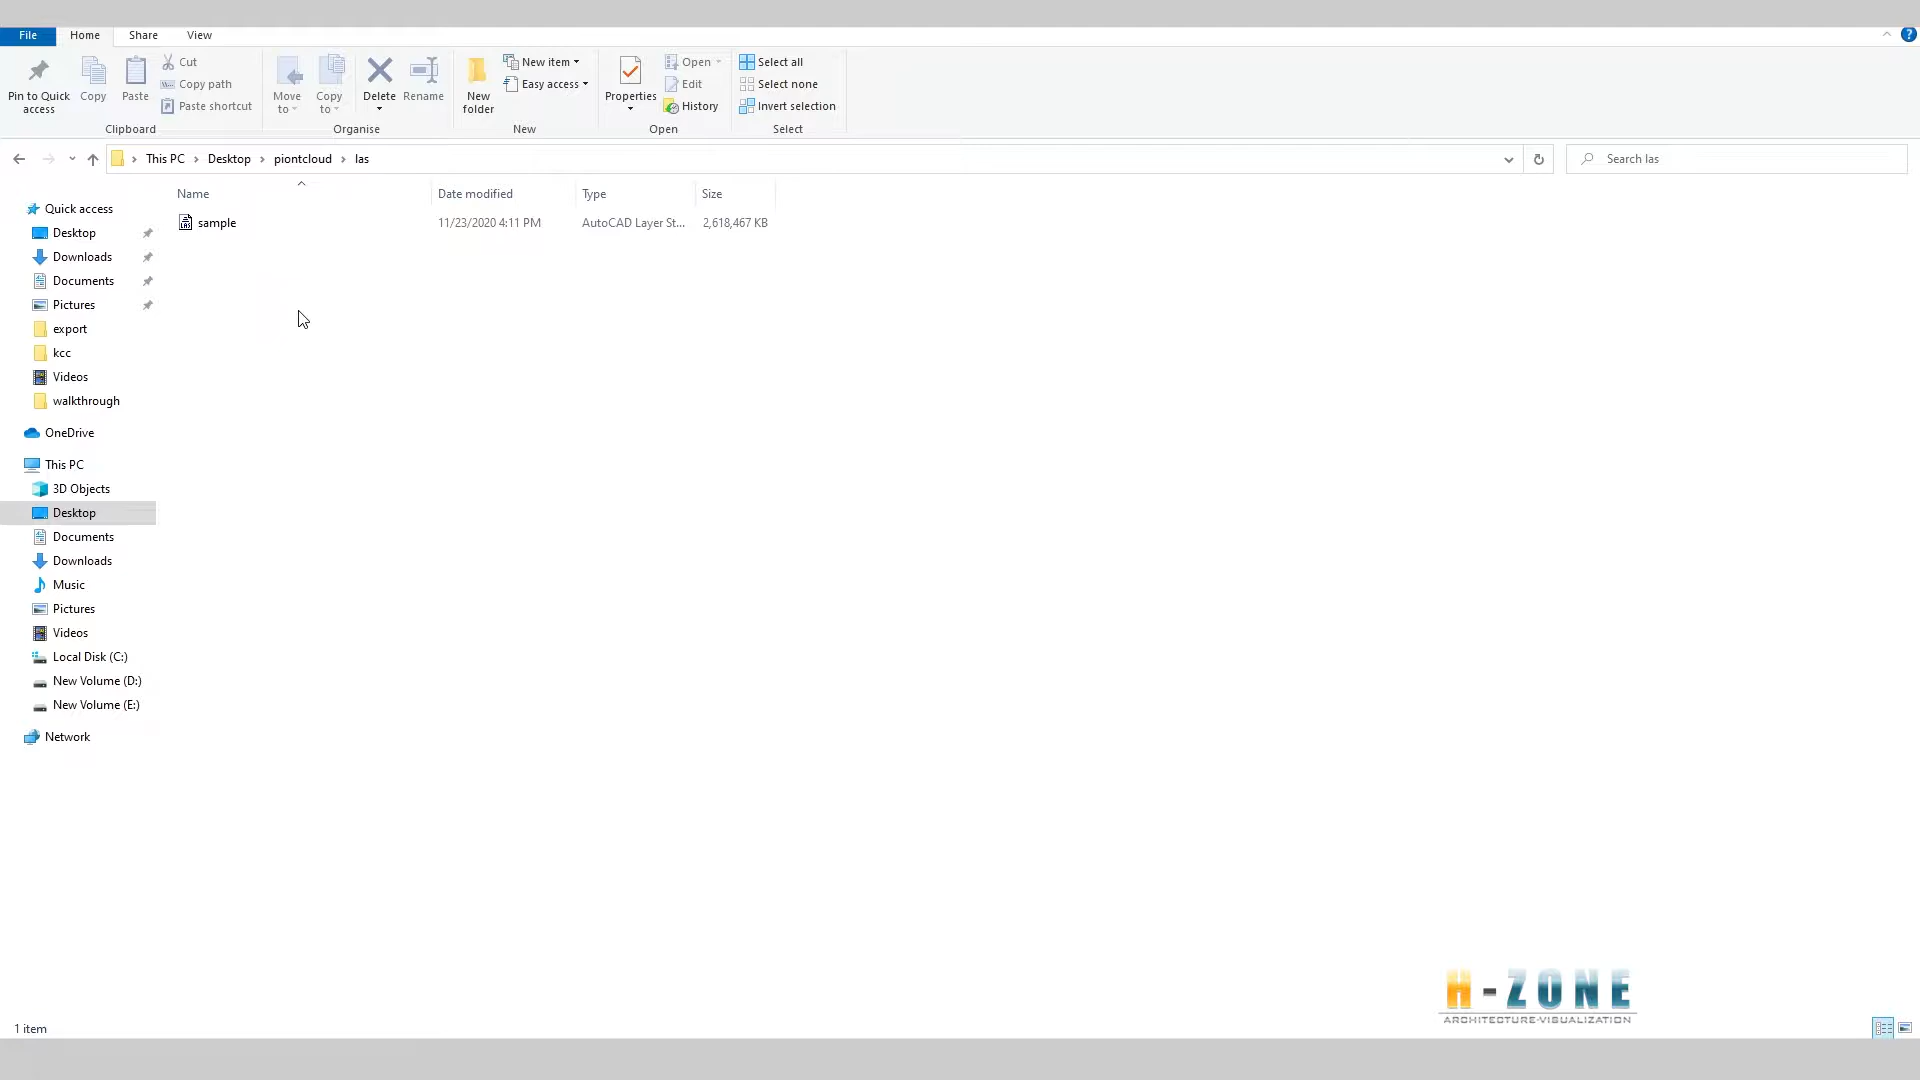 File Home Share View
Pin to Quick access
Copy
Paste
Cut
Copy path
Paste shortcut
Clipboard
Move to
Copy to
Delete
Rename
Organise
New folder
New item
Easy access
New
Properties
Open
Edit
History
Open
Select all
Select none
Invert selection
Select
This PC > Desktop > piontcloud > las
Search las
Name Date modified Type Size
sample 11/23/2020 4:11 PM AutoCAD Layer St... 2,618,467 KB
Quick access
Desktop
Downloads
Documents
Pictures
export
kcc
Videos
walkthrough
OneDrive
This PC
3D Objects
Desktop
Documents
Downloads
Music
Pictures
Videos
Local Disk (C:)
New Volume (D:)
New Volume (E:)
Network
H-ZONE
ARCHITECTURE-VISUALIZATION
1 item